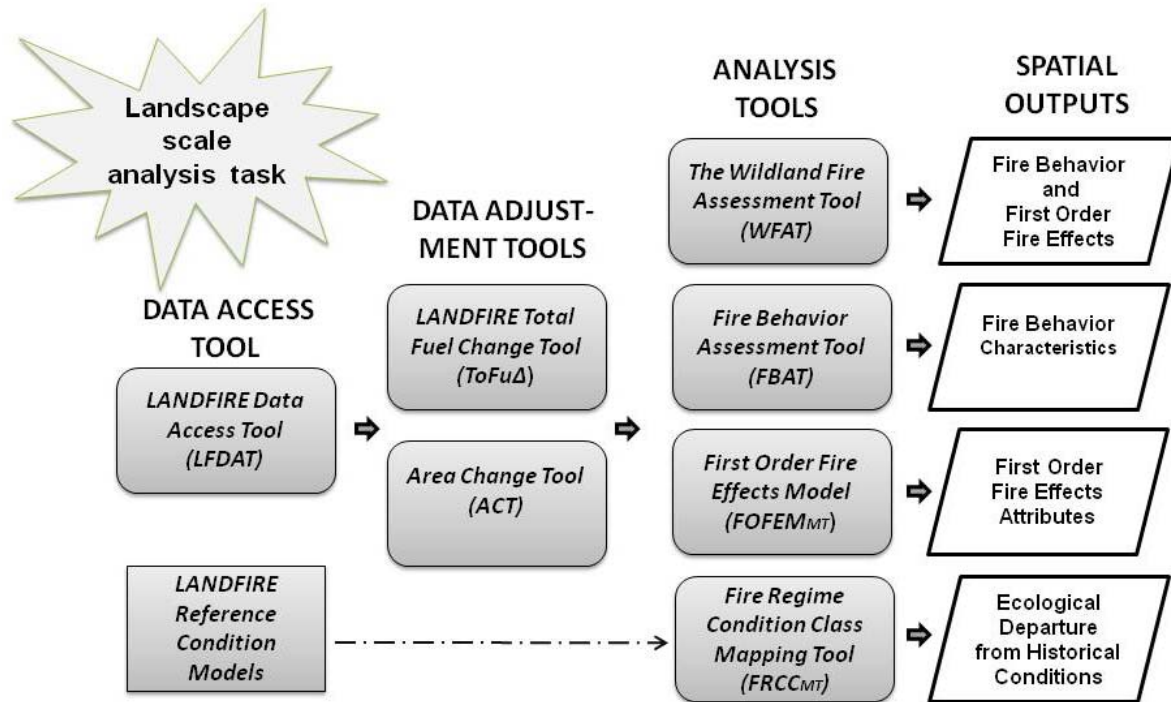 Landscape
scale
analysis task
DATA ACCESS
TOOL
LANDFIRE Data
Access Tool
(LFDAT)
LANDFIRE
Reference
Condition
Models
DATA ADJUST-
MENT TOOLS
LANDFIRE Total
Fuel Change Tool
(ToFuΔ)
Area Change Tool
(ACT)
ANALYSIS
TOOLS
The Wildland Fire
Assessment Tool
(WFAT)
Fire Behavior
Assessment Tool
(FBAT)
First Order Fire
Effects Model
(FOFEMMT)
Fire Regime
Condition Class
Mapping Tool
(FRCCMT)
SPATIAL
OUTPUTS
Fire Behavior
and
First Order
Fire Effects
Fire Behavior
Characteristics
First Order
Fire Effects
Attributes
Ecological
Departure
from Historical
Conditions